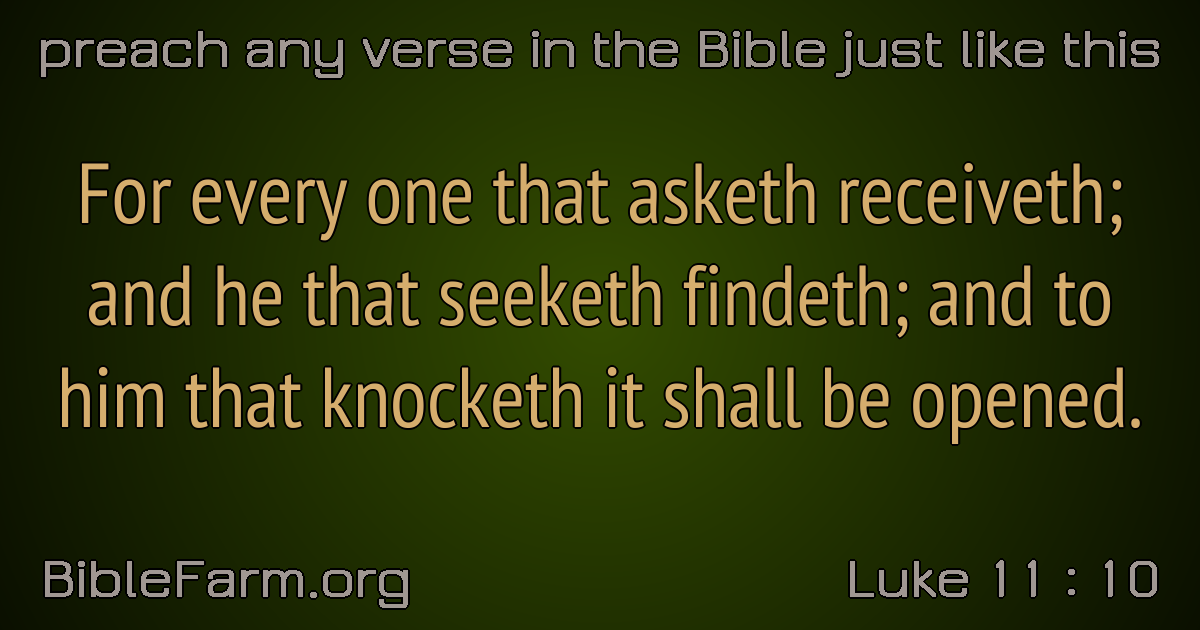 preach any verse in the Bible just like this
For every one that asketh receiveth;
and he that seeketh findeth; and to
him that knocketh it shall be opened.
BibleFarm.org
Luke 11 : 10